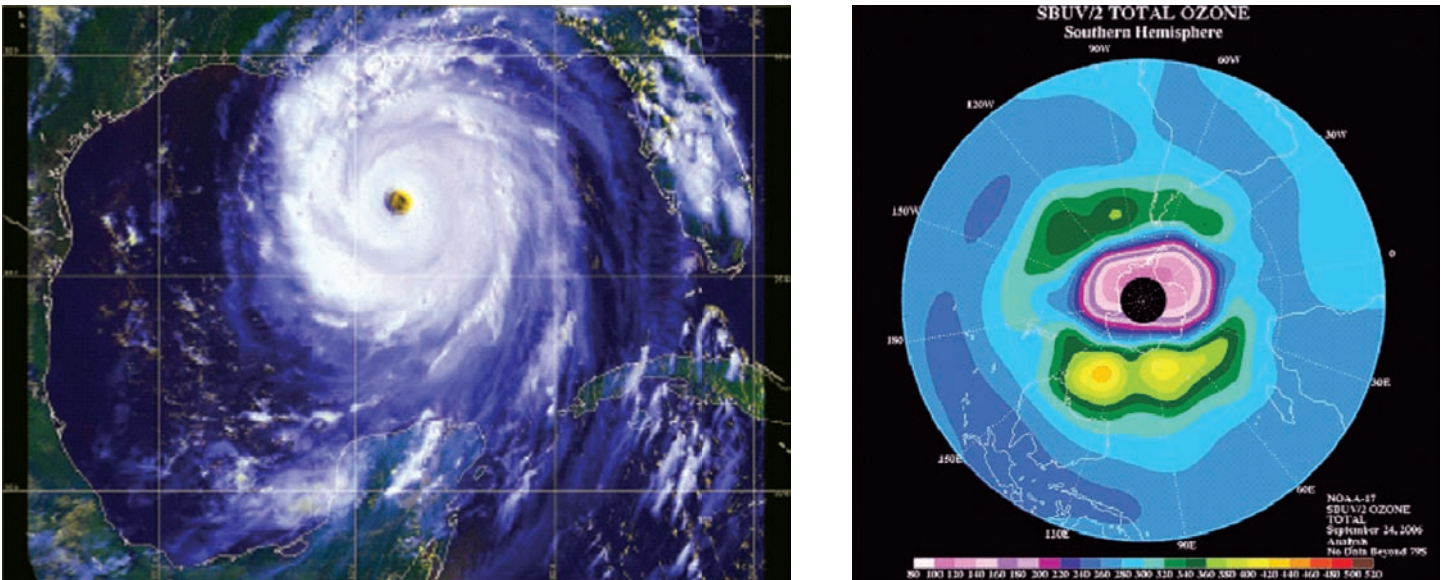 SBUV/2 TOTAL OZONE
Southern Hemisphere
90W
60W
120W
30W
150W
0
180
30E
150E
60E
120E
90E
NOAA-17
SBUV/2 OZONE
TOTAL
September 24, 2006
Analysis
No Data Beyond 79S
80 100 120 140 160 180 200 220 240 260 280 300 320 340 360 380 400 420 440 460 480 500 520